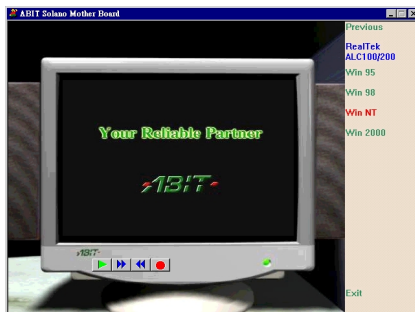 ABIT Solano Mother Board
Previous
RealTek
ALC100/200
Win 95
Win 98
Win NT
Win 2000
Exit
Your Reliable Partner
ABIT
ABIT